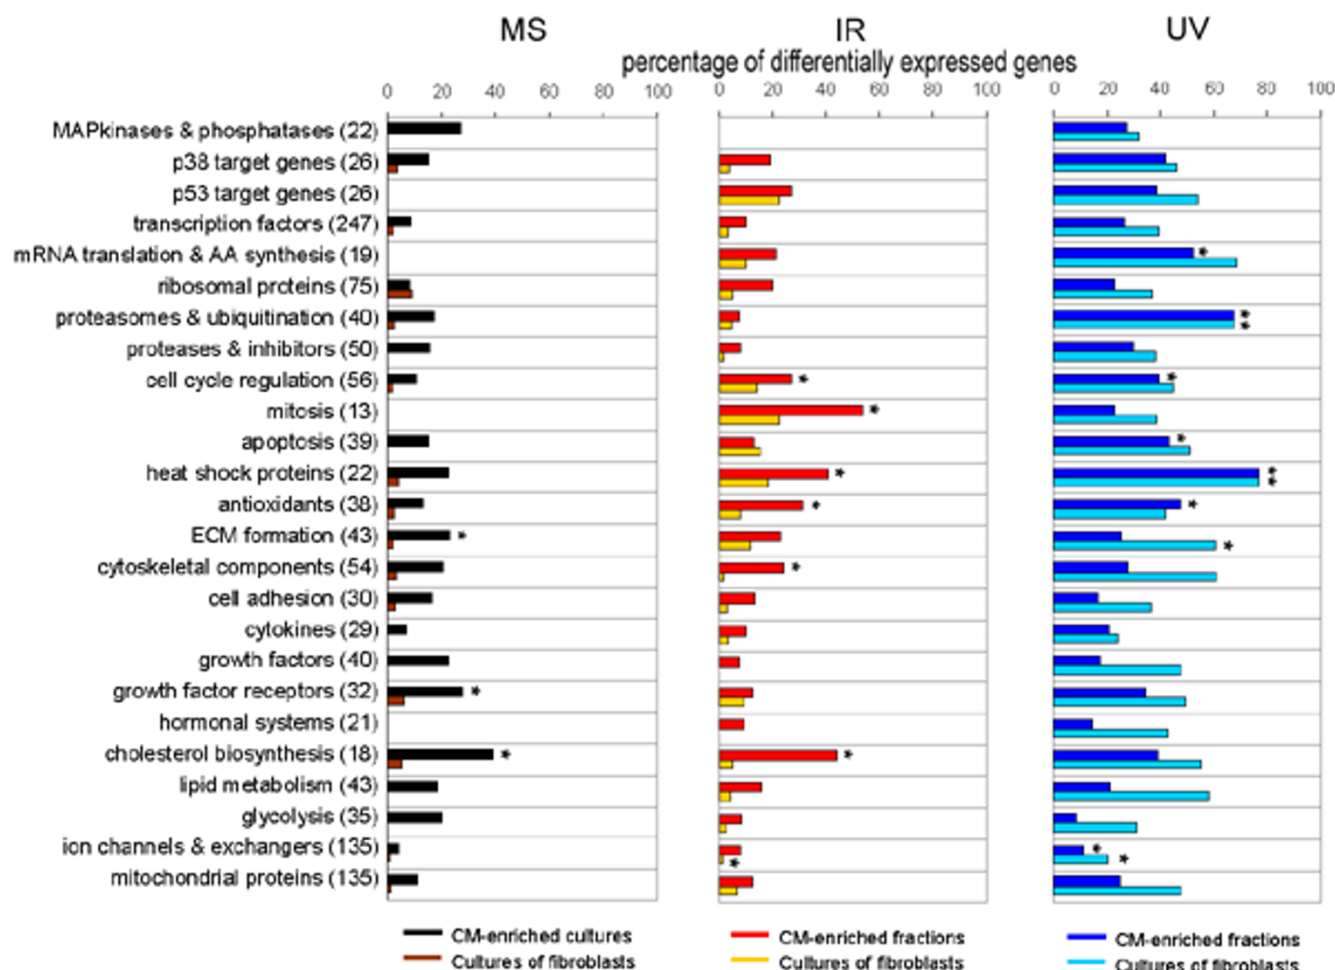 MS IR UV
percentage of differentially expressed genes
0 20 40 60 80 100 0 20 40 60 80 100 0 20 40 60 80 100
MAPkinases & phosphatases (22)
p38 target genes (26)
p53 target genes (26)
transcription factors (247)
mRNA translation & AA synthesis (19)
ribosomal proteins (75)
proteasomes & ubiquitination (40)
* *
proteases & inhibitors (50)
cell cycle regulation (56) * *
mitosis (13) *
apoptosis (39) *
heat shock proteins (22) * * *
antioxidants (38) * *
ECM formation (43) * *
cytoskeletal components (54) *
cell adhesion (30)
cytokines (29)
growth factors (40)
growth factor receptors (32) *
hormonal systems (21)
cholesterol biosynthesis (18) * *
lipid metabolism (43)
glycolysis (35)
ion channels & exchangers (135) * * *
mitochondrial proteins (135)
CM-enriched cultures CM-enriched fractions CM-enriched fractions
Cultures of fibroblasts Cultures of fibroblasts Cultures of fibroblasts